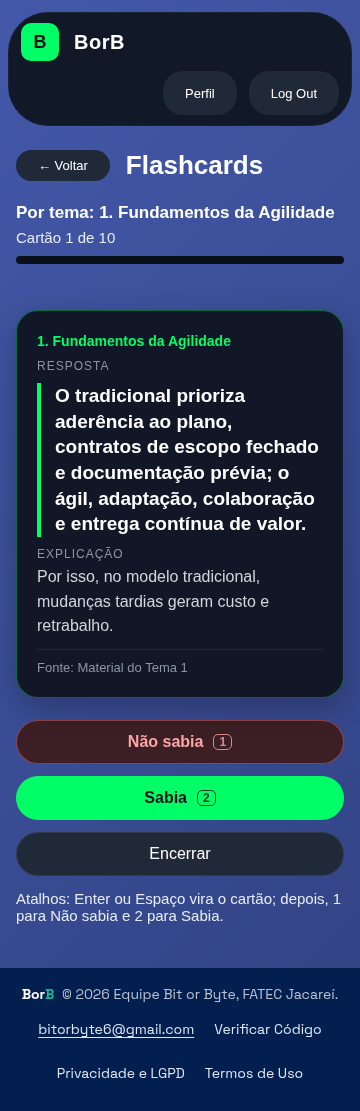 B BorB
Perfil Log Out
← Voltar Flashcards
Por tema: 1. Fundamentos da Agilidade
Cartão 1 de 10
1. Fundamentos da Agilidade
RESPOSTA
O tradicional prioriza
aderência ao plano,
contratos de escopo fechado
e documentação prévia; o
ágil, adaptação, colaboração
e entrega contínua de valor.
EXPLICAÇÃO
Por isso, no modelo tradicional,
mudanças tardias geram custo e
retrabalho.
Fonte: Material do Tema 1
Não sabia 1
Sabia 2
Encerrar
Atalhos: Enter ou Espaço vira o cartão; depois, 1
para Não sabia e 2 para Sabia.
BorB © 2026 Equipe Bit or Byte, FATEC Jacareí.
bitorbyte6@gmail.com Verificar Código
Privacidade e LGPD Termos de Uso